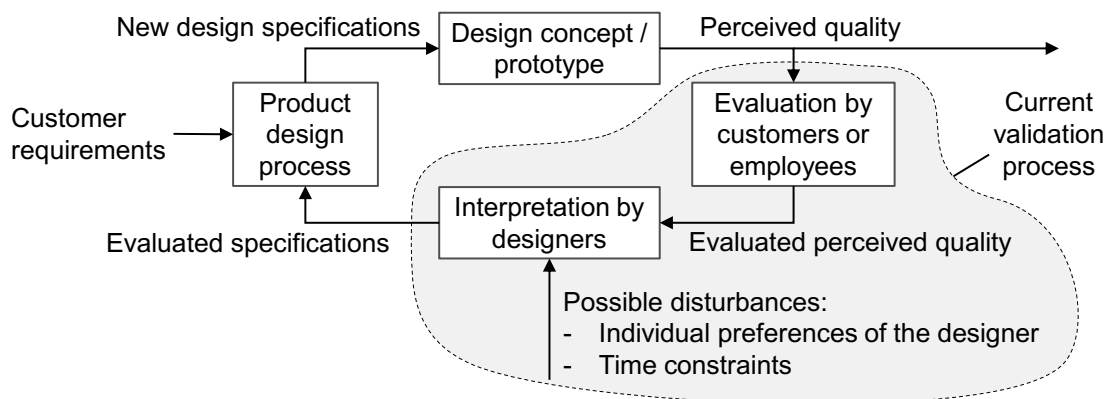 New design specifications
Design concept /
prototype
Perceived quality
Customer
requirements
Product
design
process
Evaluation by
customers or
employees
Current
validation
process
Interpretation by
designers
Evaluated specifications
Evaluated perceived quality
Possible disturbances:
- Individual preferences of the designer
- Time constraints